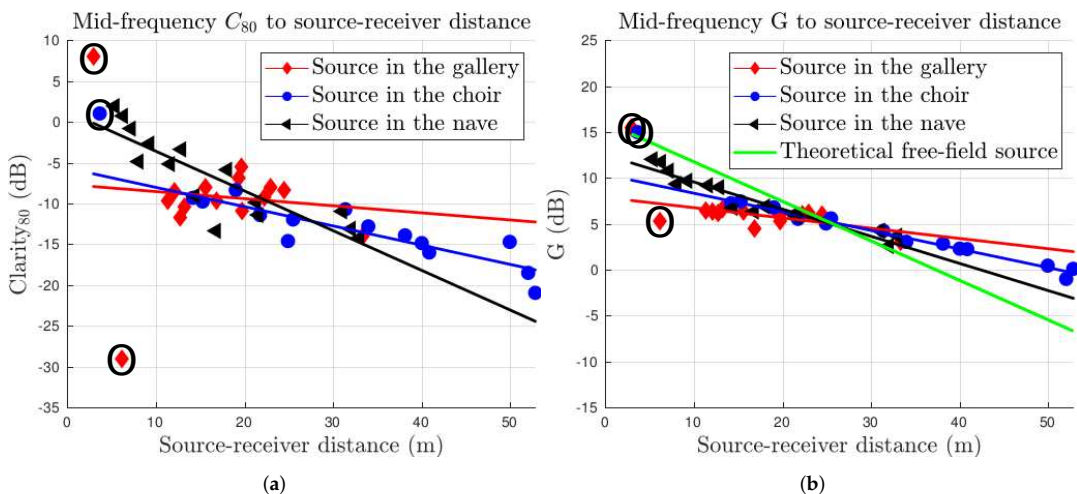 Mid-frequency C80 to source-receiver distance
10
5
0
-5
-10
-15
-20
-25
-30
-35
0
10
20
30
40
50
Clarity80 (dB)
Source-receiver distance (m)
Source in the gallery
Source in the choir
Source in the nave
(a)
Mid-frequency G to source-receiver distance
25
20
15
10
5
0
-5
-10
-15
0
10
20
30
40
50
G (dB)
Source-receiver distance (m)
Source in the gallery
Source in the choir
Source in the nave
Theoretical free-field source
(b)